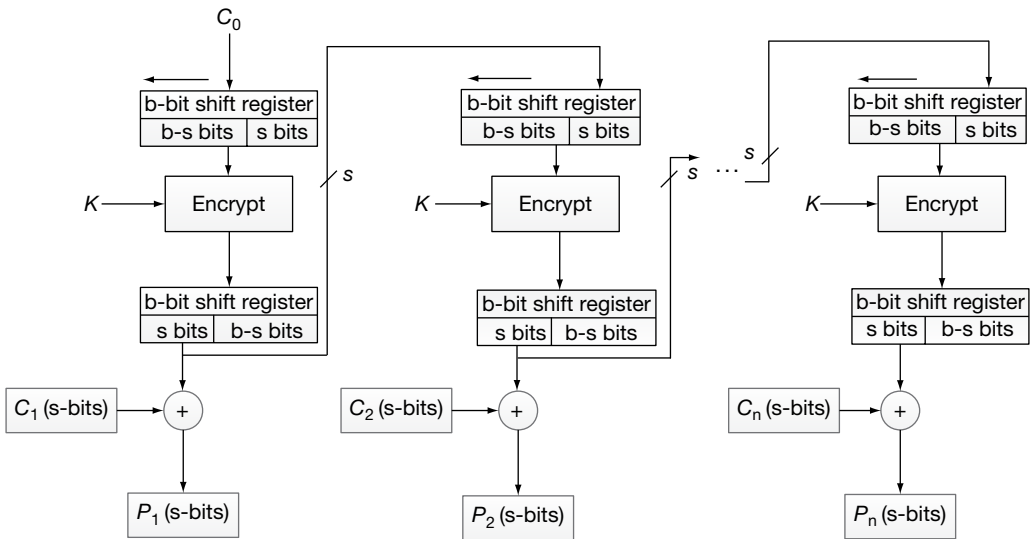 C₀
b-bit shift register
b-s bits s bits
K
Encrypt
b-bit shift register
s bits b-s bits
C₁ (s-bits)
+
P₁ (s-bits)
s
b-bit shift register
b-s bits s bits
K
Encrypt
b-bit shift register
s bits b-s bits
C₂ (s-bits)
+
P₂ (s-bits)
s
...
s
b-bit shift register
b-s bits s bits
K
Encrypt
b-bit shift register
s bits b-s bits
Cₙ (s-bits)
+
Pₙ (s-bits)